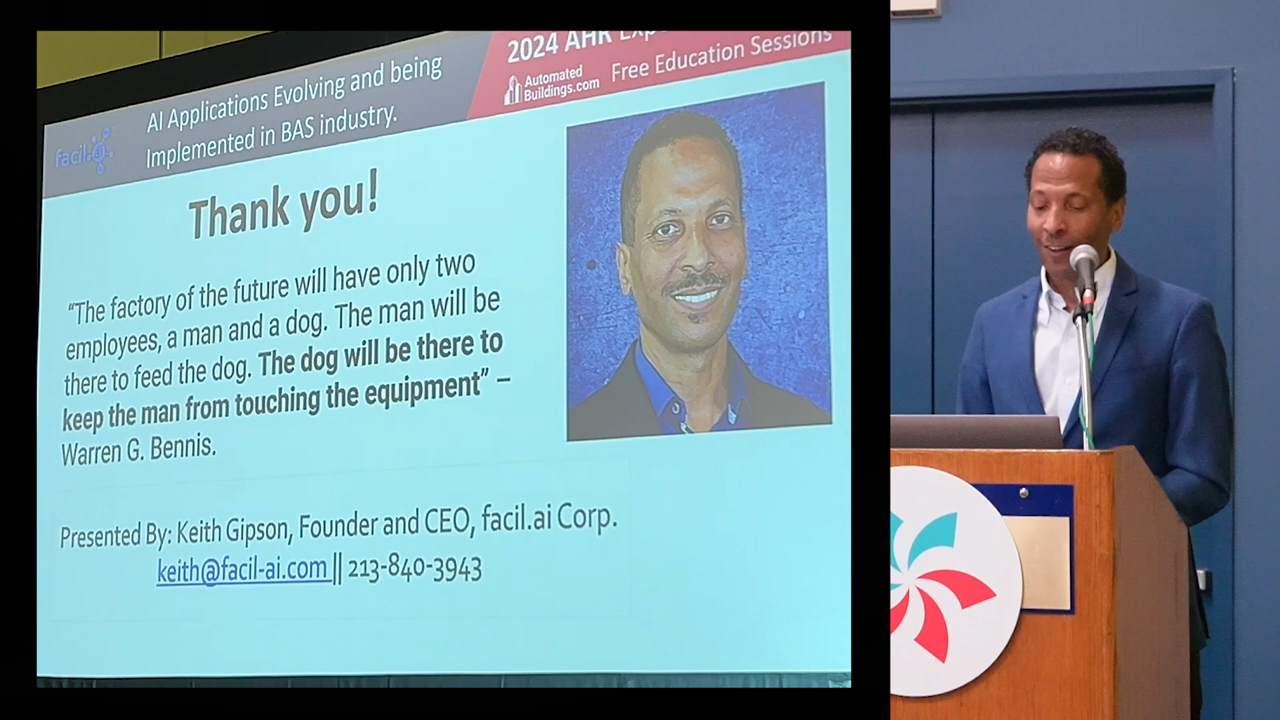 facil.ai
AI Applications Evolving and being
Implemented in BAS industry.
2024 AHR Expo
Automated
Buildings.com
Free Education Sessions
Thank you!
“The factory of the future will have only two
employees, a man and a dog. The man will be
there to feed the dog. The dog will be there to
keep the man from touching the equipment” –
Warren G. Bennis.
Presented By: Keith Gipson, Founder and CEO, facil.ai Corp.
keith@facil-ai.com || 213-840-3943